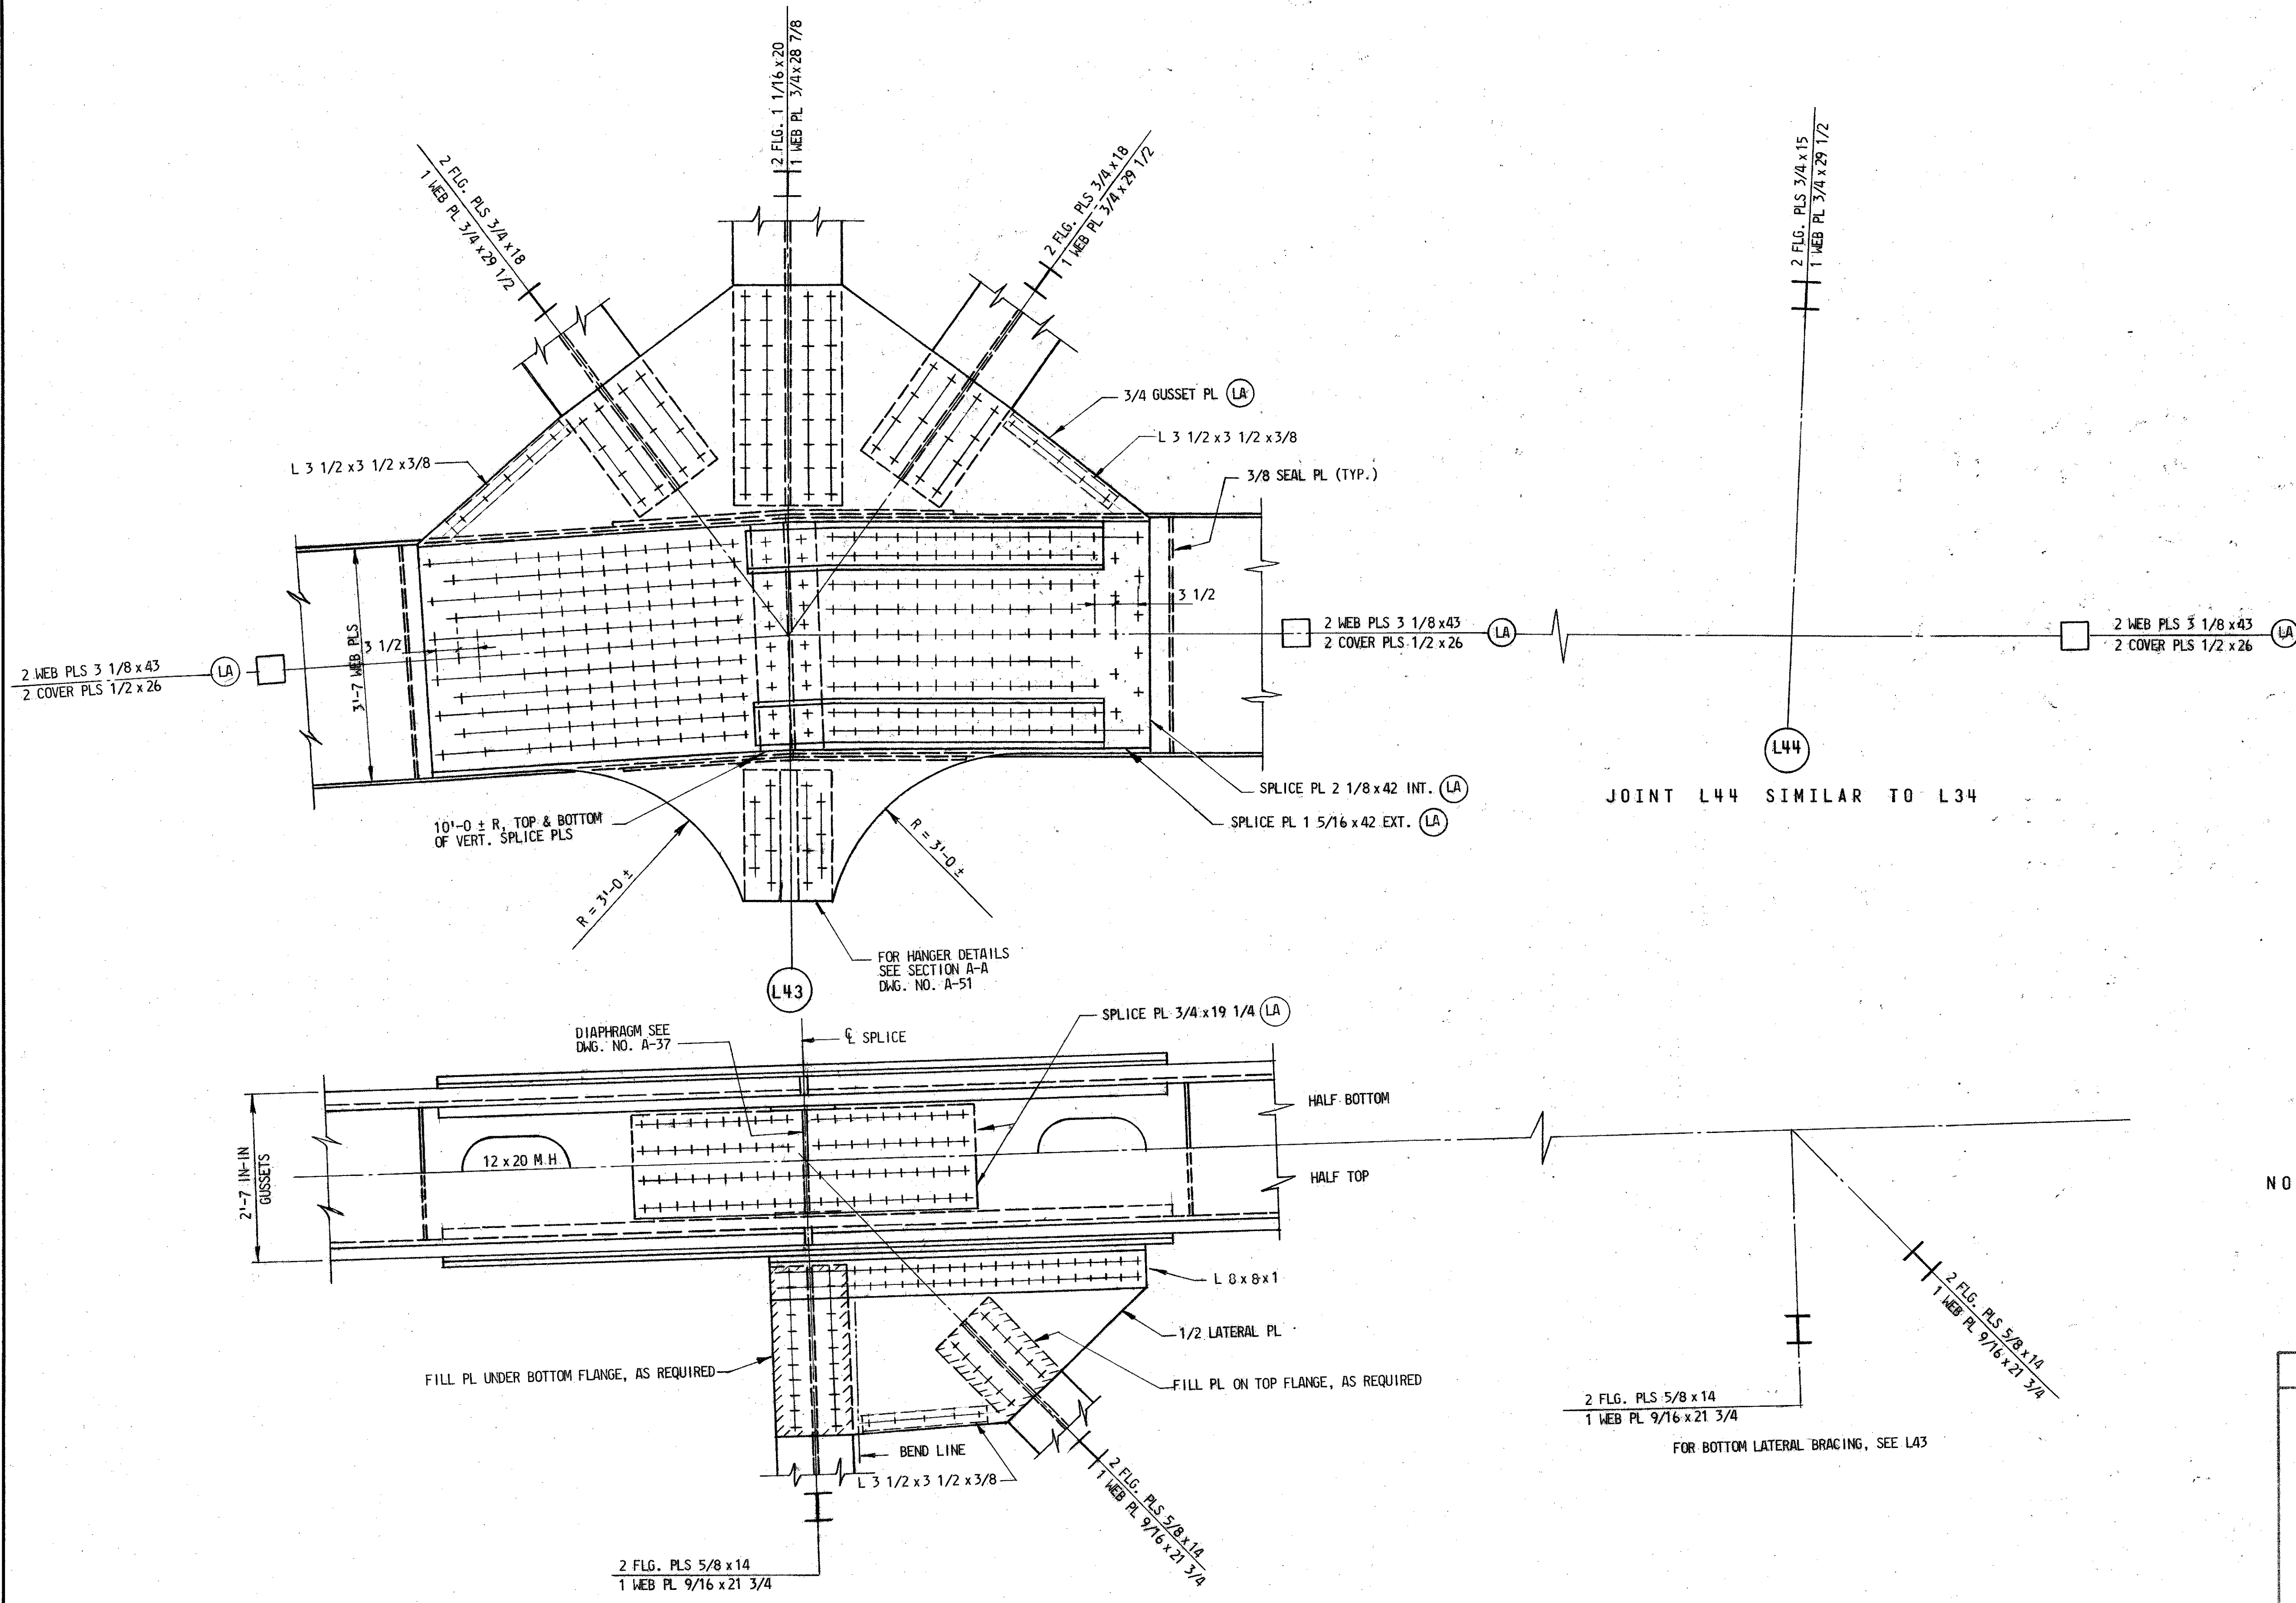 2 FLG. 1 1/16 x 20
1 WEB PL 3/4 x 28 7/8
2 FLG. PLS 3/4 x 18
1 WEB PL 3/4 x 29 1/2
2 FLG. PLS 3/4 x 18
1 WEB PL 3/4 x 29 1/2
2 FLG. PLS 3/4 x 15
1 WEB PL 3/4 x 29 1/2
3/4 GUSSET PL LA
L 3 1/2 x 3 1/2 x 3/8
L 3 1/2 x 3 1/2 x 3/8
3/8 SEAL PL (TYP.)
3 1/2
3 1/2
3'-7 WEB PLS
2 WEB PLS 3 1/8 x 43
2 COVER PLS 1/2 x 26
LA
2 WEB PLS 3 1/8 x 43
2 COVER PLS 1/2 x 26
LA
2 WEB PLS 3 1/8 x 43
2 COVER PLS 1/2 x 26
LA
L44
JOINT L44 SIMILAR TO L34
SPLICE PL 2 1/8 x 42 INT. LA
SPLICE PL 1 5/16 x 42 EXT. LA
10'-0 ± R, TOP & BOTTOM
OF VERT. SPLICE PLS
R = 3'-0 ±
R = 3'-0 ±
FOR HANGER DETAILS
SEE SECTION A-A
DWG. NO. A-51
L43
DIAPHRAGM SEE
DWG. NO. A-37
℄ SPLICE
SPLICE PL 3/4 x 19 1/4 LA
HALF BOTTOM
12 x 20 M.H.
HALF TOP
2'-7 IN-IN
GUSSETS
NO
L 8 x 8 x 1
1/2 LATERAL PL
FILL PL UNDER BOTTOM FLANGE, AS REQUIRED
FILL PL ON TOP FLANGE, AS REQUIRED
BEND LINE
L 3 1/2 x 3 1/2 x 3/8
2 FLG. PLS 5/8 x 14
1 WEB PL 9/16 x 21 3/4
2 FLG. PLS 5/8 x 14
1 WEB PL 9/16 x 21 3/4
2 FLG. PLS 5/8 x 14
1 WEB PL 9/16 x 21 3/4
2 FLG. PLS 5/8 x 14
1 WEB PL 9/16 x 21 3/4
FOR BOTTOM LATERAL BRACING, SEE L43